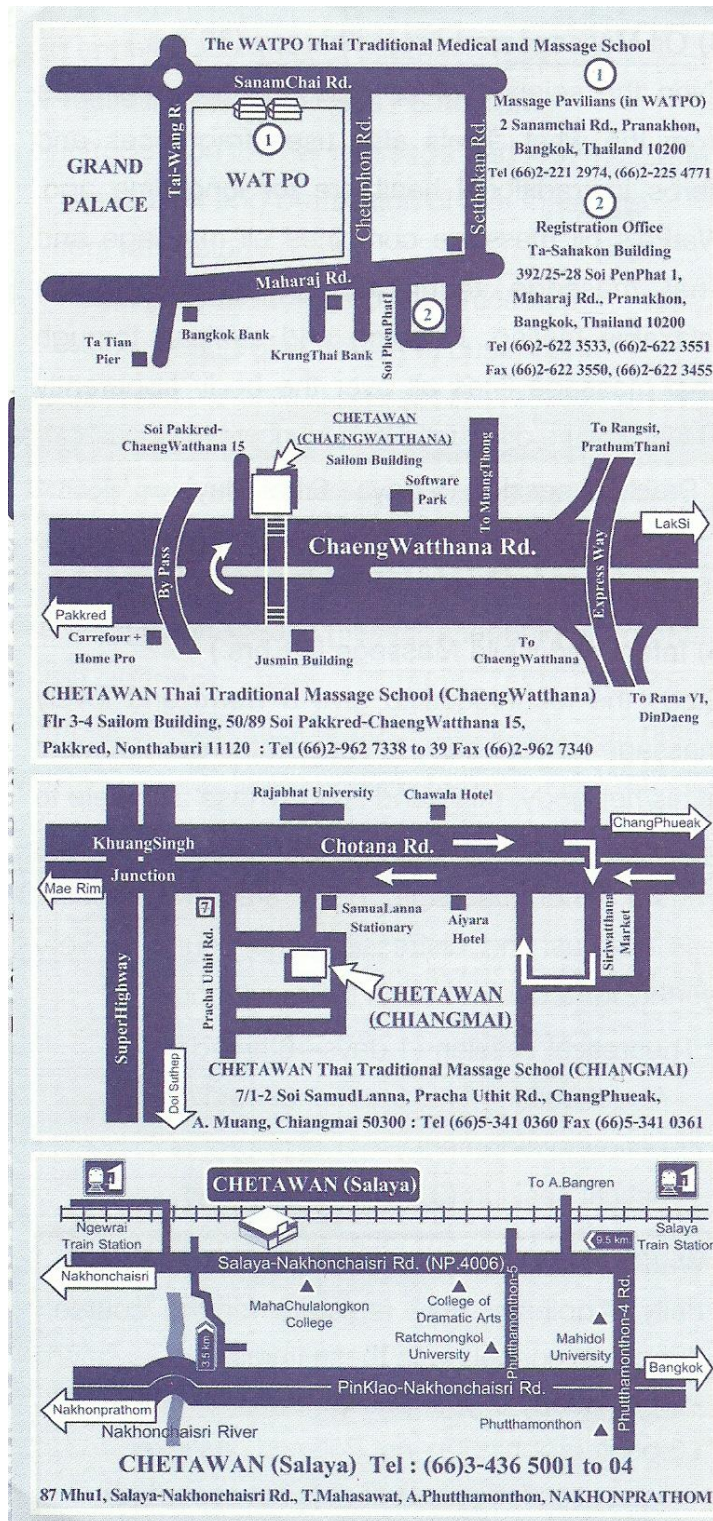 The WATPO Thai Traditional Medical and Massage School
SanamChai Rd.
1
Massage Pavilians (in WATPO)
2 Sanamchai Rd., Pranakhon,
Bangkok, Thailand 10200
Tel (66)2-221 2974, (66)2-225 4771
2
Registration Office
Ta-Sahakon Building
392/25-28 Soi PenPhat 1,
Maharaj Rd., Pranakhon,
Bangkok, Thailand 10200
Tel (66)2-622 3533, (66)2-622 3551
Fax (66)2-622 3550, (66)2-622 3455
GRAND
PALACE
Tai-Wang R.
1
WAT PO
Chetuphon Rd.
Setthakan Rd.
Maharaj Rd.
Ta Tian
Pier
Bangkok Bank
KrungThai Bank
Soi PhenPhat1
2
Soi Pakkred-
ChaengWatthana 15
CHETAWAN
(CHAENGWATTHANA)
Sailom Building
Software
Park
To MuangThong
To Rangsit,
PrathumThani
LakSi
By Pass
ChaengWatthana Rd.
Express Way
Pakkred
Carrefour +
Home Pro
Jusmin Building
To
ChaengWatthana
To Rama VI,
DinDaeng
CHETAWAN Thai Traditional Massage School (ChaengWatthana)
Flr 3-4 Sailom Building, 50/89 Soi Pakkred-ChaengWatthana 15,
Pakkred, Nonthaburi 11120 : Tel (66)2-962 7338 to 39 Fax (66)2-962 7340
Rajabhat University
Chawala Hotel
ChangPhueak
KhuangSingh
Junction
Chotana Rd.
Mae Rim
7
SamuaLanna
Stationary
Aiyara
Hotel
Siriwatthana
Market
Pracha Uthit Rd.
SuperHighway
Doi Suthep
CHETAWAN
(CHIANGMAI)
CHETAWAN Thai Traditional Massage School (CHIANGMAI)
7/1-2 Soi SamudLanna, Pracha Uthit Rd., ChangPhueak,
A. Muang, Chiangmai 50300 : Tel (66)5-341 0360 Fax (66)5-341 0361
CHETAWAN (Salaya)
To A.Bangren
Ngewrai
Train Station
9.5 km.
Salaya
Train Station
Nakhonchaisri
Salaya-Nakhonchaisri Rd. (NP.4006)
MahaChulalongkon
College
College of
Dramatic Arts
Ratchmongkol
University
Phutthamonthon-5
Mahidol
University
Phutthamonthon-4 Rd.
3.5 km
Bangkok
PinKlao-Nakhonchaisri Rd.
Nakhonprathom
Nakhonchaisri River
Phutthamonthon
CHETAWAN (Salaya) Tel : (66)3-436 5001 to 04
87 Mhu1, Salaya-Nakhonchaisri Rd., T.Mahasawat, A.Phutthamonthon, NAKHONPRATHOM